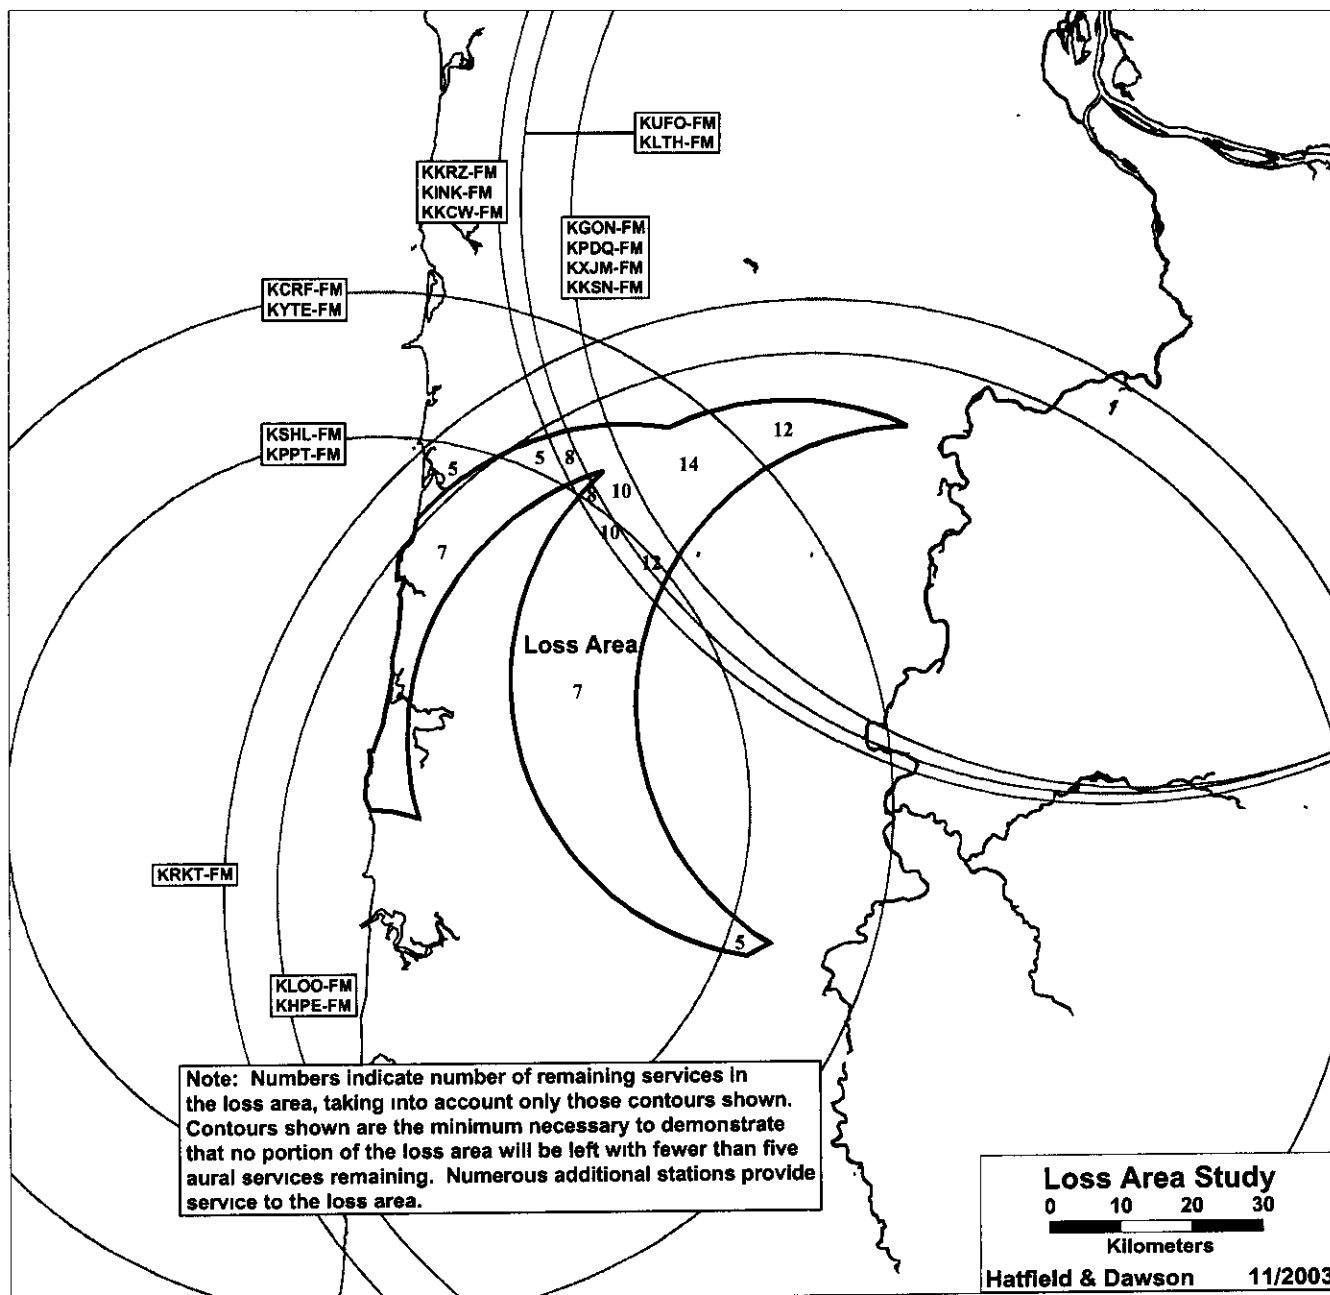 KUFO-FM
KLTH-FM
KKRZ-FM
KINK-FM
KKCW-FM
KGON-FM
KPDQ-FM
KXJM-FM
KKSN-FM
KCRF-FM
KYTE-FM
KSHL-FM
KPPT-FM
12
5
5
8
14
8
10
10
7
12
Loss Area
7
KRKT-FM
5
KLOO-FM
KHPE-FM
Note: Numbers indicate number of remaining services in
the loss area, taking into account only those contours shown.
Contours shown are the minimum necessary to demonstrate
that no portion of the loss area will be left with fewer than five
aural services remaining. Numerous additional stations provide
service to the loss area.
Loss Area Study
0 10 20 30
Kilometers
Hatfield & Dawson 11/2003